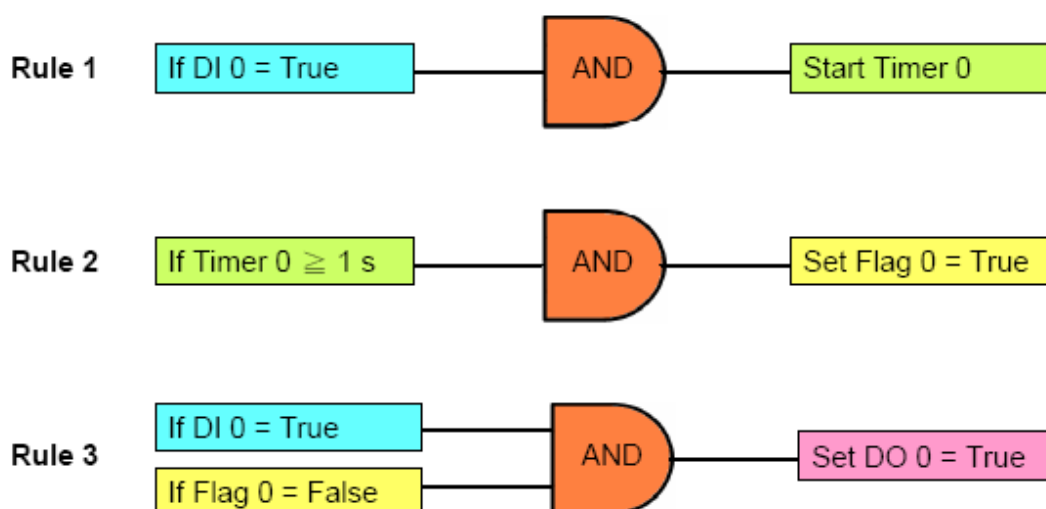 Rule 1 If DI 0 = True AND Start Timer 0
Rule 2 If Timer 0 ≧ 1 s AND Set Flag 0 = True
If DI 0 = True
Rule 3 AND Set DO 0 = True
If Flag 0 = False